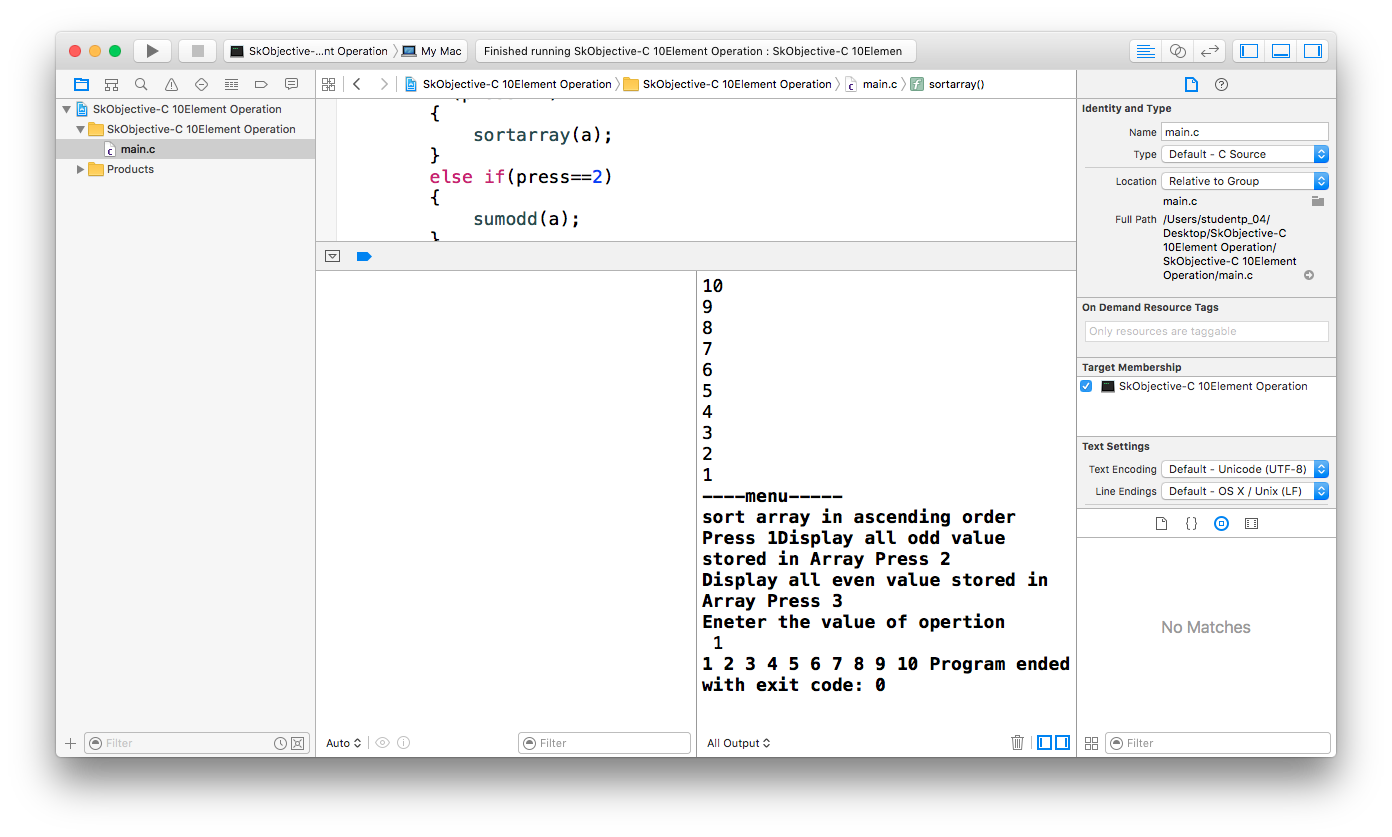 SkObjective-...nt Operation
My Mac
Finished running SkObjective-C 10Element Operation : SkObjective-C 10Elemen
SkObjective-C 10Element Operation
SkObjective-C 10Element Operation
main.c
Products
Filter
SkObjective-C 10Element Operation
SkObjective-C 10Element Operation
main.c
sortarray()
{
sortarray(a);
}
else if(press==2)
{
sumodd(a);
}
10
9
8
7
6
5
4
3
2
1
----menu-----
sort array in ascending order
Press 1Display all odd value
stored in Array Press 2
Display all even value stored in
Array Press 3
Eneter the value of opertion
1
1 2 3 4 5 6 7 8 9 10 Program ended
with exit code: 0
Auto
Filter
All Output
Identity and Type
Name main.c
Type Default - C Source
Location Relative to Group
main.c
Full Path /Users/studentp_04/
Desktop/SkObjective-C
10Element Operation/
SkObjective-C 10Element
Operation/main.c
On Demand Resource Tags
Only resources are taggable
Target Membership
SkObjective-C 10Element Operation
Text Settings
Text Encoding Default - Unicode (UTF-8)
Line Endings Default - OS X / Unix (LF)
No Matches
Filter